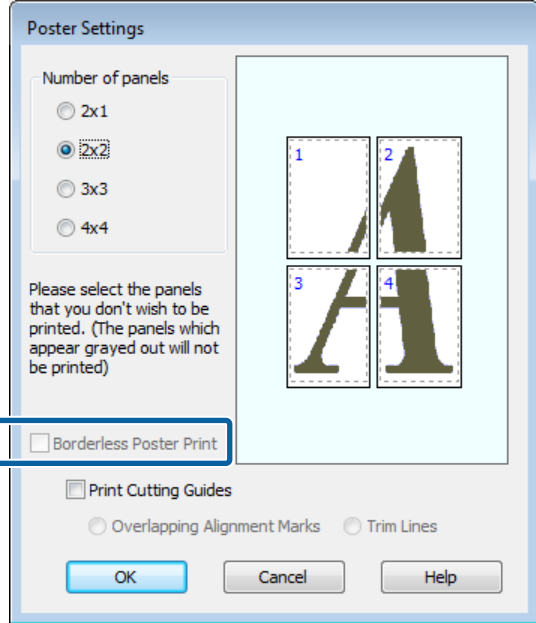 Poster Settings
Number of panels
2x1
2x2
3x3
4x4
1
2
3
4
Please select the panels
that you don't wish to be
printed. (The panels which
appear grayed out will not
be printed)
Borderless Poster Print
Print Cutting Guides
Overlapping Alignment Marks
Trim Lines
OK
Cancel
Help